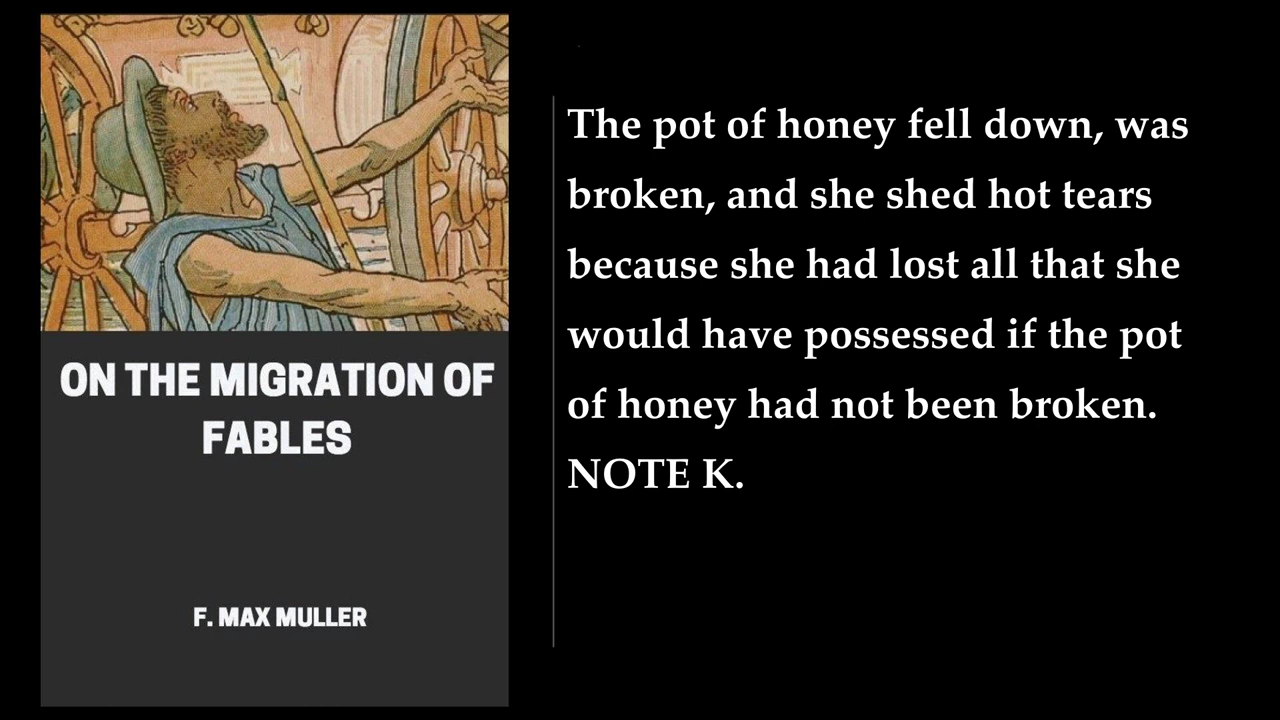 ON THE MIGRATION OF
FABLES
F. MAX MULLER
The pot of honey fell down, was
broken, and she shed hot tears
because she had lost all that she
would have possessed if the pot
of honey had not been broken.
NOTE K.